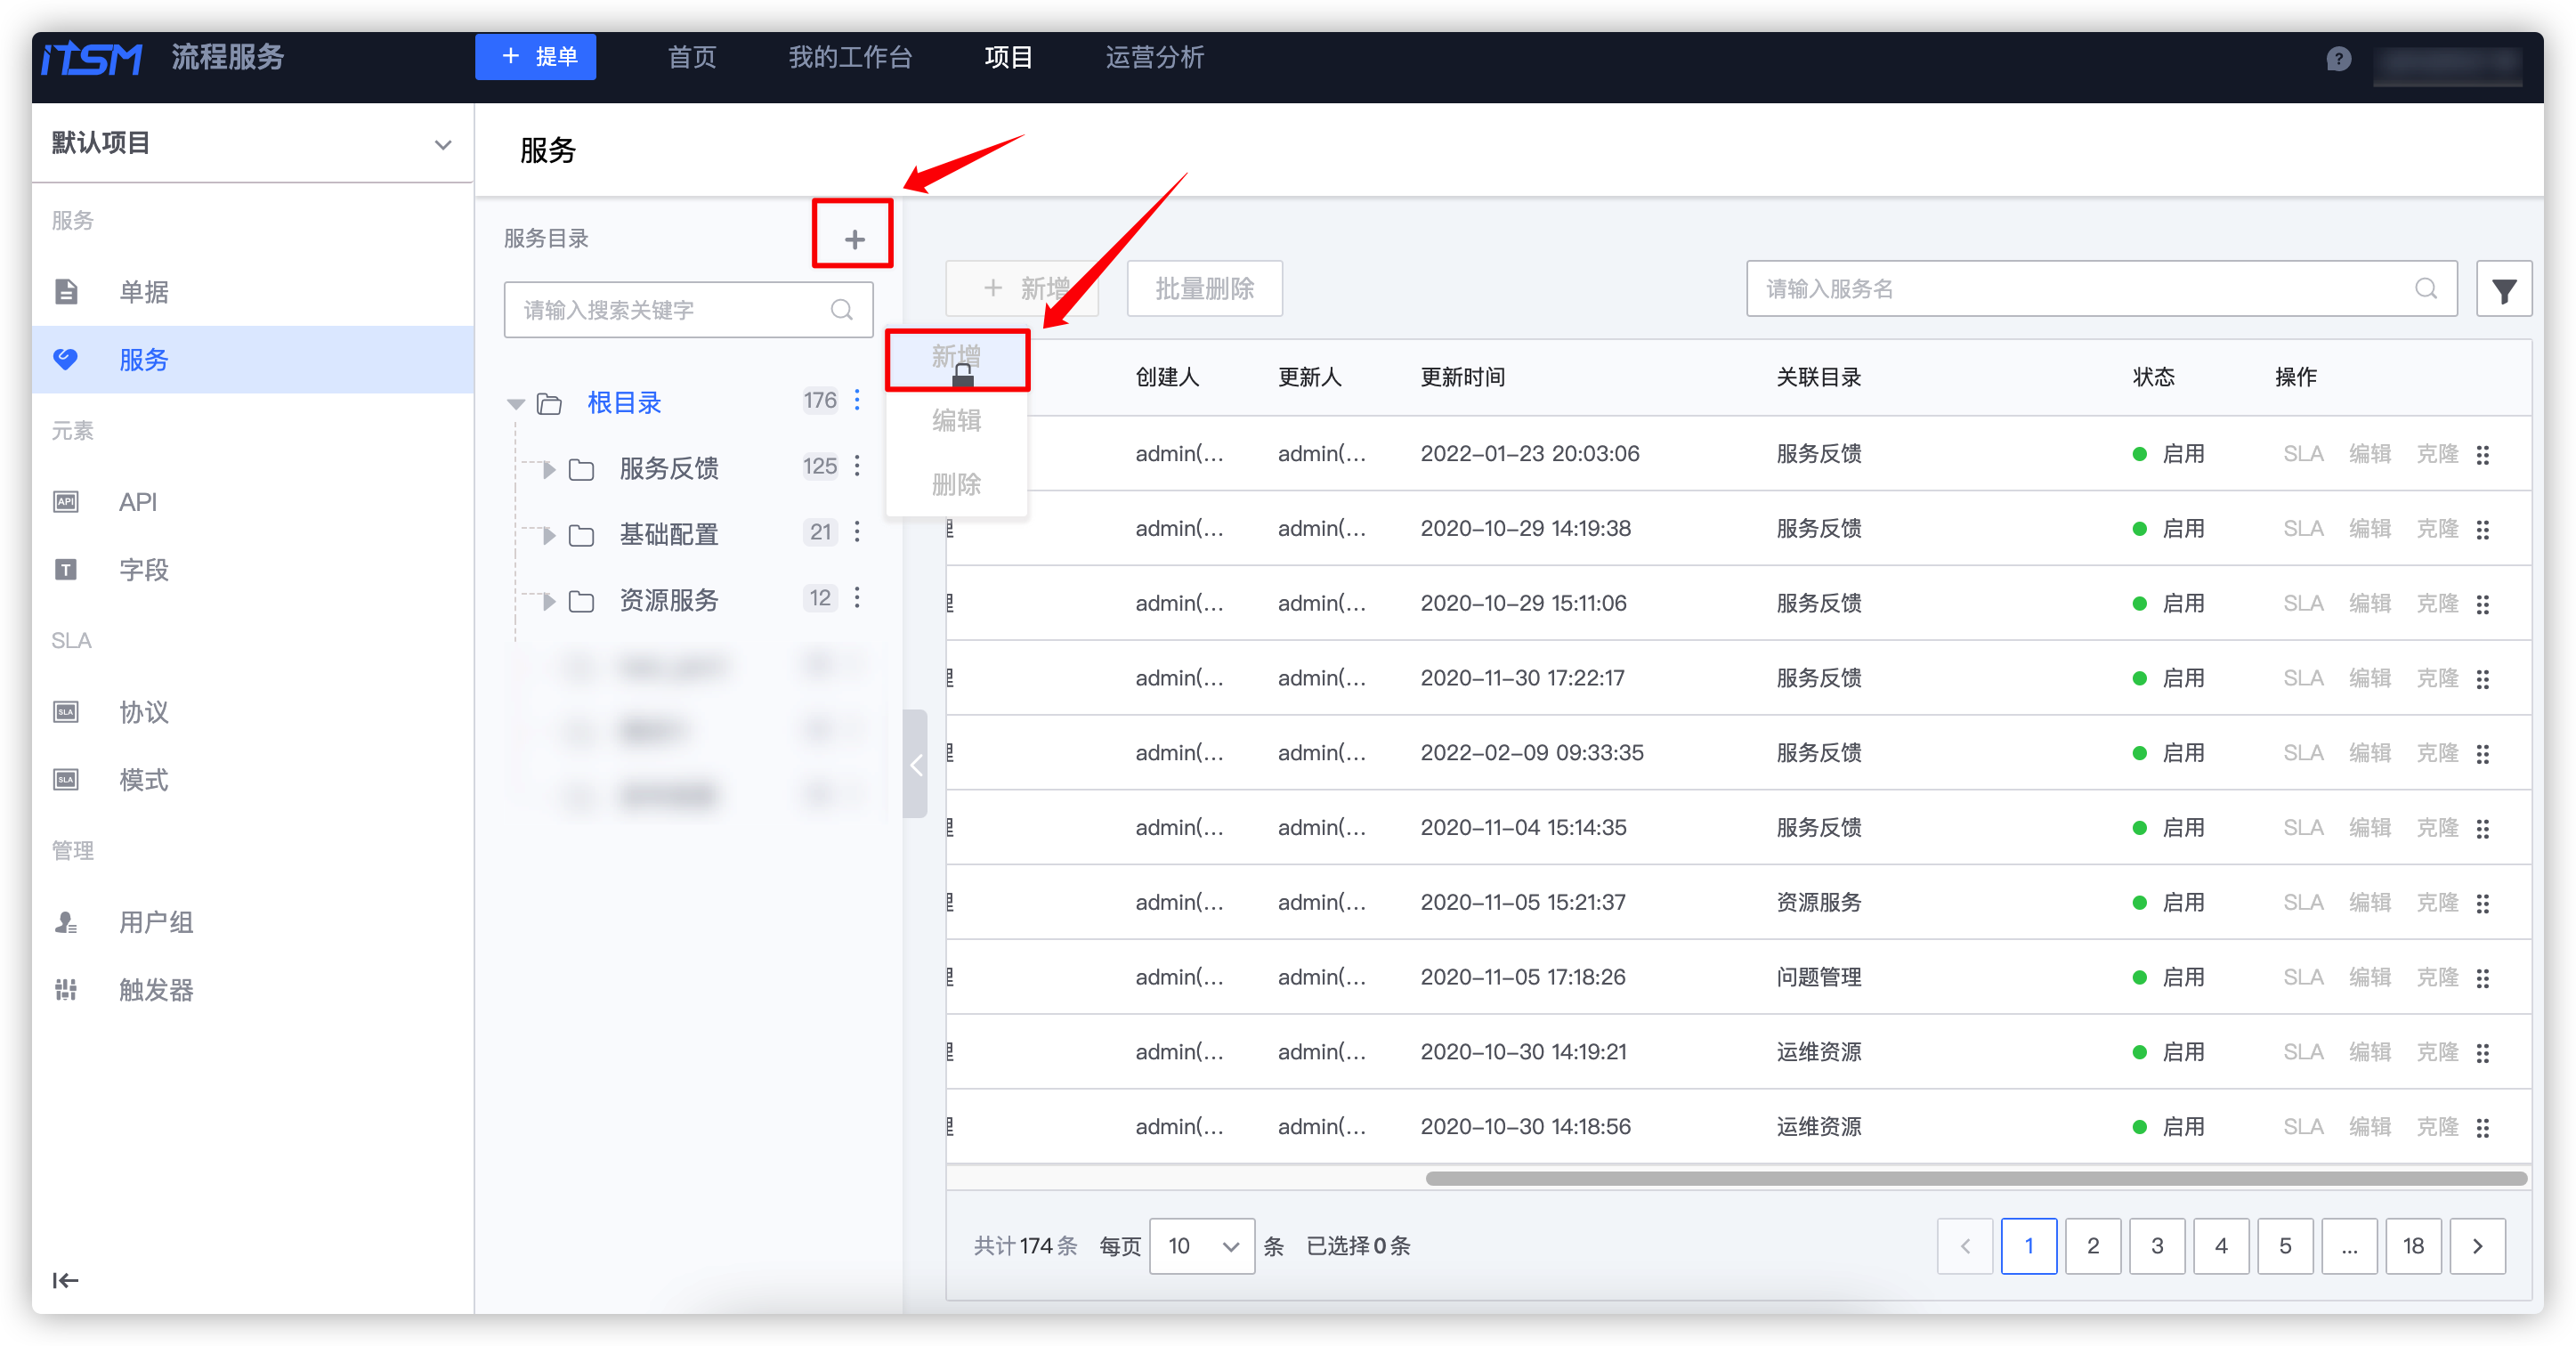 iTSM 流程服务 + 提单 首页 我的工作台 项目 运营分析 ?
默认项目
服务
单据
服务
元素
API API
T 字段
SLA
SLA 协议
SLA 模式
管理
用户组
触发器
服务
服务目录 +
请输入搜索关键字
根目录 176
服务反馈 125
基础配置 21
资源服务 12
新增
编辑
删除
+ 新增 批量删除 请输入服务名
创建人 更新人 更新时间 关联目录 状态 操作
admin(... admin(... 2022-01-23 20:03:06 服务反馈 启用 SLA 编辑 克隆
admin(... admin(... 2020-10-29 14:19:38 服务反馈 启用 SLA 编辑 克隆
admin(... admin(... 2020-10-29 15:11:06 服务反馈 启用 SLA 编辑 克隆
admin(... admin(... 2020-11-30 17:22:17 服务反馈 启用 SLA 编辑 克隆
admin(... admin(... 2022-02-09 09:33:35 服务反馈 启用 SLA 编辑 克隆
admin(... admin(... 2020-11-04 15:14:35 服务反馈 启用 SLA 编辑 克隆
admin(... admin(... 2020-11-05 15:21:37 资源服务 启用 SLA 编辑 克隆
admin(... admin(... 2020-11-05 17:18:26 问题管理 启用 SLA 编辑 克隆
admin(... admin(... 2020-10-30 14:19:21 运维资源 启用 SLA 编辑 克隆
admin(... admin(... 2020-10-30 14:18:56 运维资源 启用 SLA 编辑 克隆
共计 174 条 每页 10 条 已选择 0 条 1 2 3 4 5 ... 18